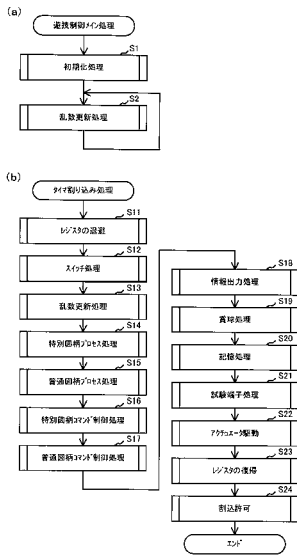 (a)
遊技制御メイン処理
S1
初期化処理
S2
乱数更新処理
(b)
タイマ割り込み処理
S11
レジスタの退避
S12
スイッチ処理
S13
乱数更新処理
S14
特別図柄プロセス処理
S15
普通図柄プロセス処理
S16
特別図柄コマンド制御処理
S17
普通図柄コマンド制御処理
S18
情報出力処理
S19
賞球処理
S20
記憶処理
S21
試験端子処理
S22
アクチュエータ駆動
S23
レジスタの復帰
S24
割込許可
エンド